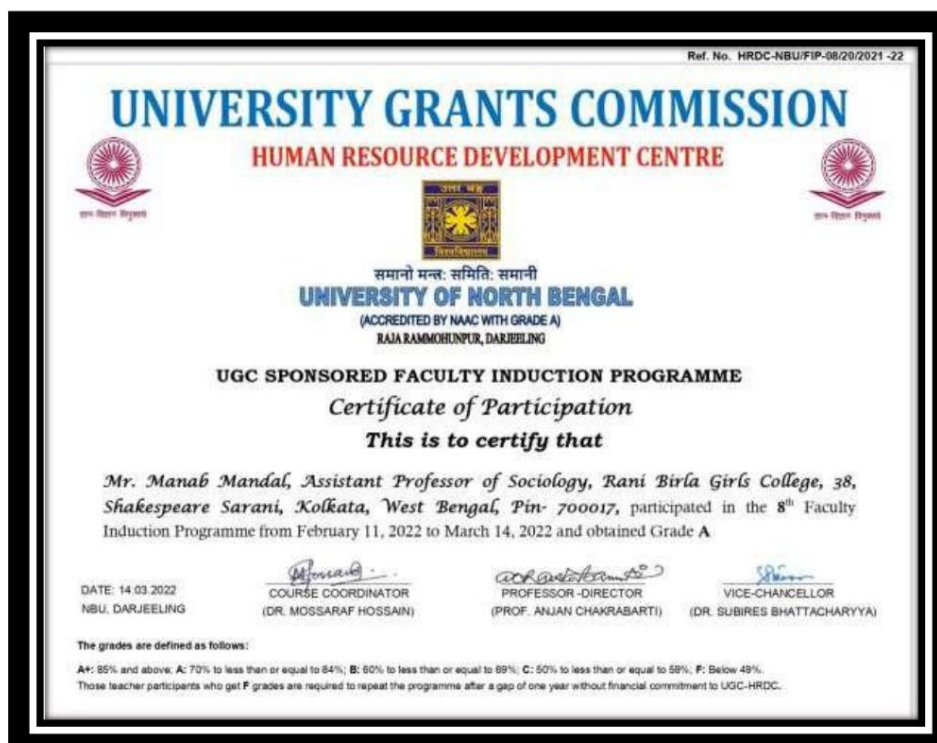 Ref. No. HRDC-NBU/FIP-08/20/2021 -22
UNIVERSITY GRANTS COMMISSION
HUMAN RESOURCE DEVELOPMENT CENTRE
ज्ञान-विज्ञान विमुक्तये
ज्ञान-विज्ञान विमुक्तये
समानो मन्त्र: समिति: समानी
UNIVERSITY OF NORTH BENGAL
(ACCREDITED BY NAAC WITH GRADE A)
RAJA RAMMOHUNPUR, DARJEELING
UGC SPONSORED FACULTY INDUCTION PROGRAMME
Certificate of Participation
This is to certify that
Mr. Manab Mandal, Assistant Professor of Sociology, Rani Birla Girls College, 38,
Shakespeare Sarani, Kolkata, West Bengal, Pin- 700017, participated in the 8th Faculty
Induction Programme from February 11, 2022 to March 14, 2022 and obtained Grade A
DATE: 14.03.2022
NBU, DARJEELING
COURSE COORDINATOR
(DR. MOSSARAF HOSSAIN)
PROFESSOR -DIRECTOR
(PROF. ANJAN CHAKRABARTI)
VICE-CHANCELLOR
(DR. SUBIRES BHATTACHARYYA)
The grades are defined as follows:
A+: 85% and above; A: 70% to less than or equal to 84%; B: 60% to less than or equal to 69%; C: 50% to less than or equal to 59%; F: Below 49%.
Those teacher participants who get F grades are required to repeat the programme after a gap of one year without financial commitment to UGC-HRDC.